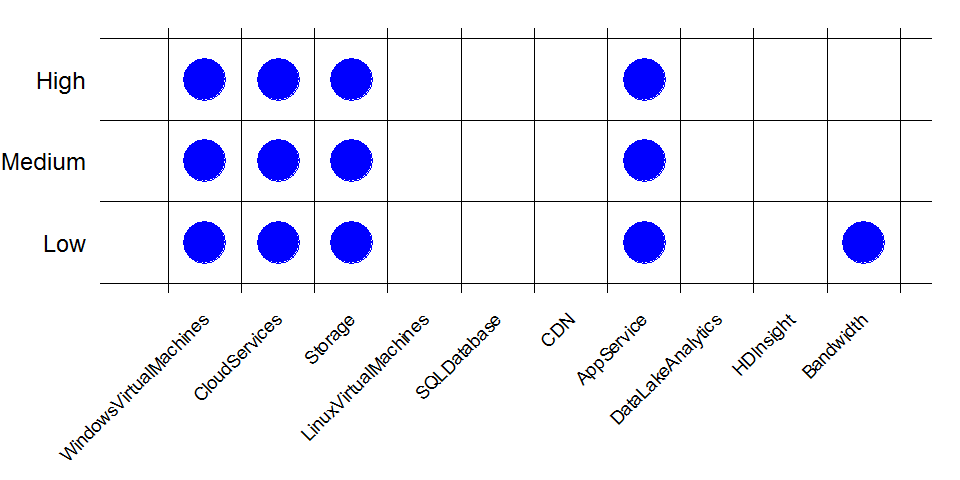 High
Medium
Low
WindowsVirtualMachines
CloudServices
Storage
LinuxVirtualMachines
SQLDatabase
CDN
AppService
DataLakeAnalytics
HDInsight
Bandwidth